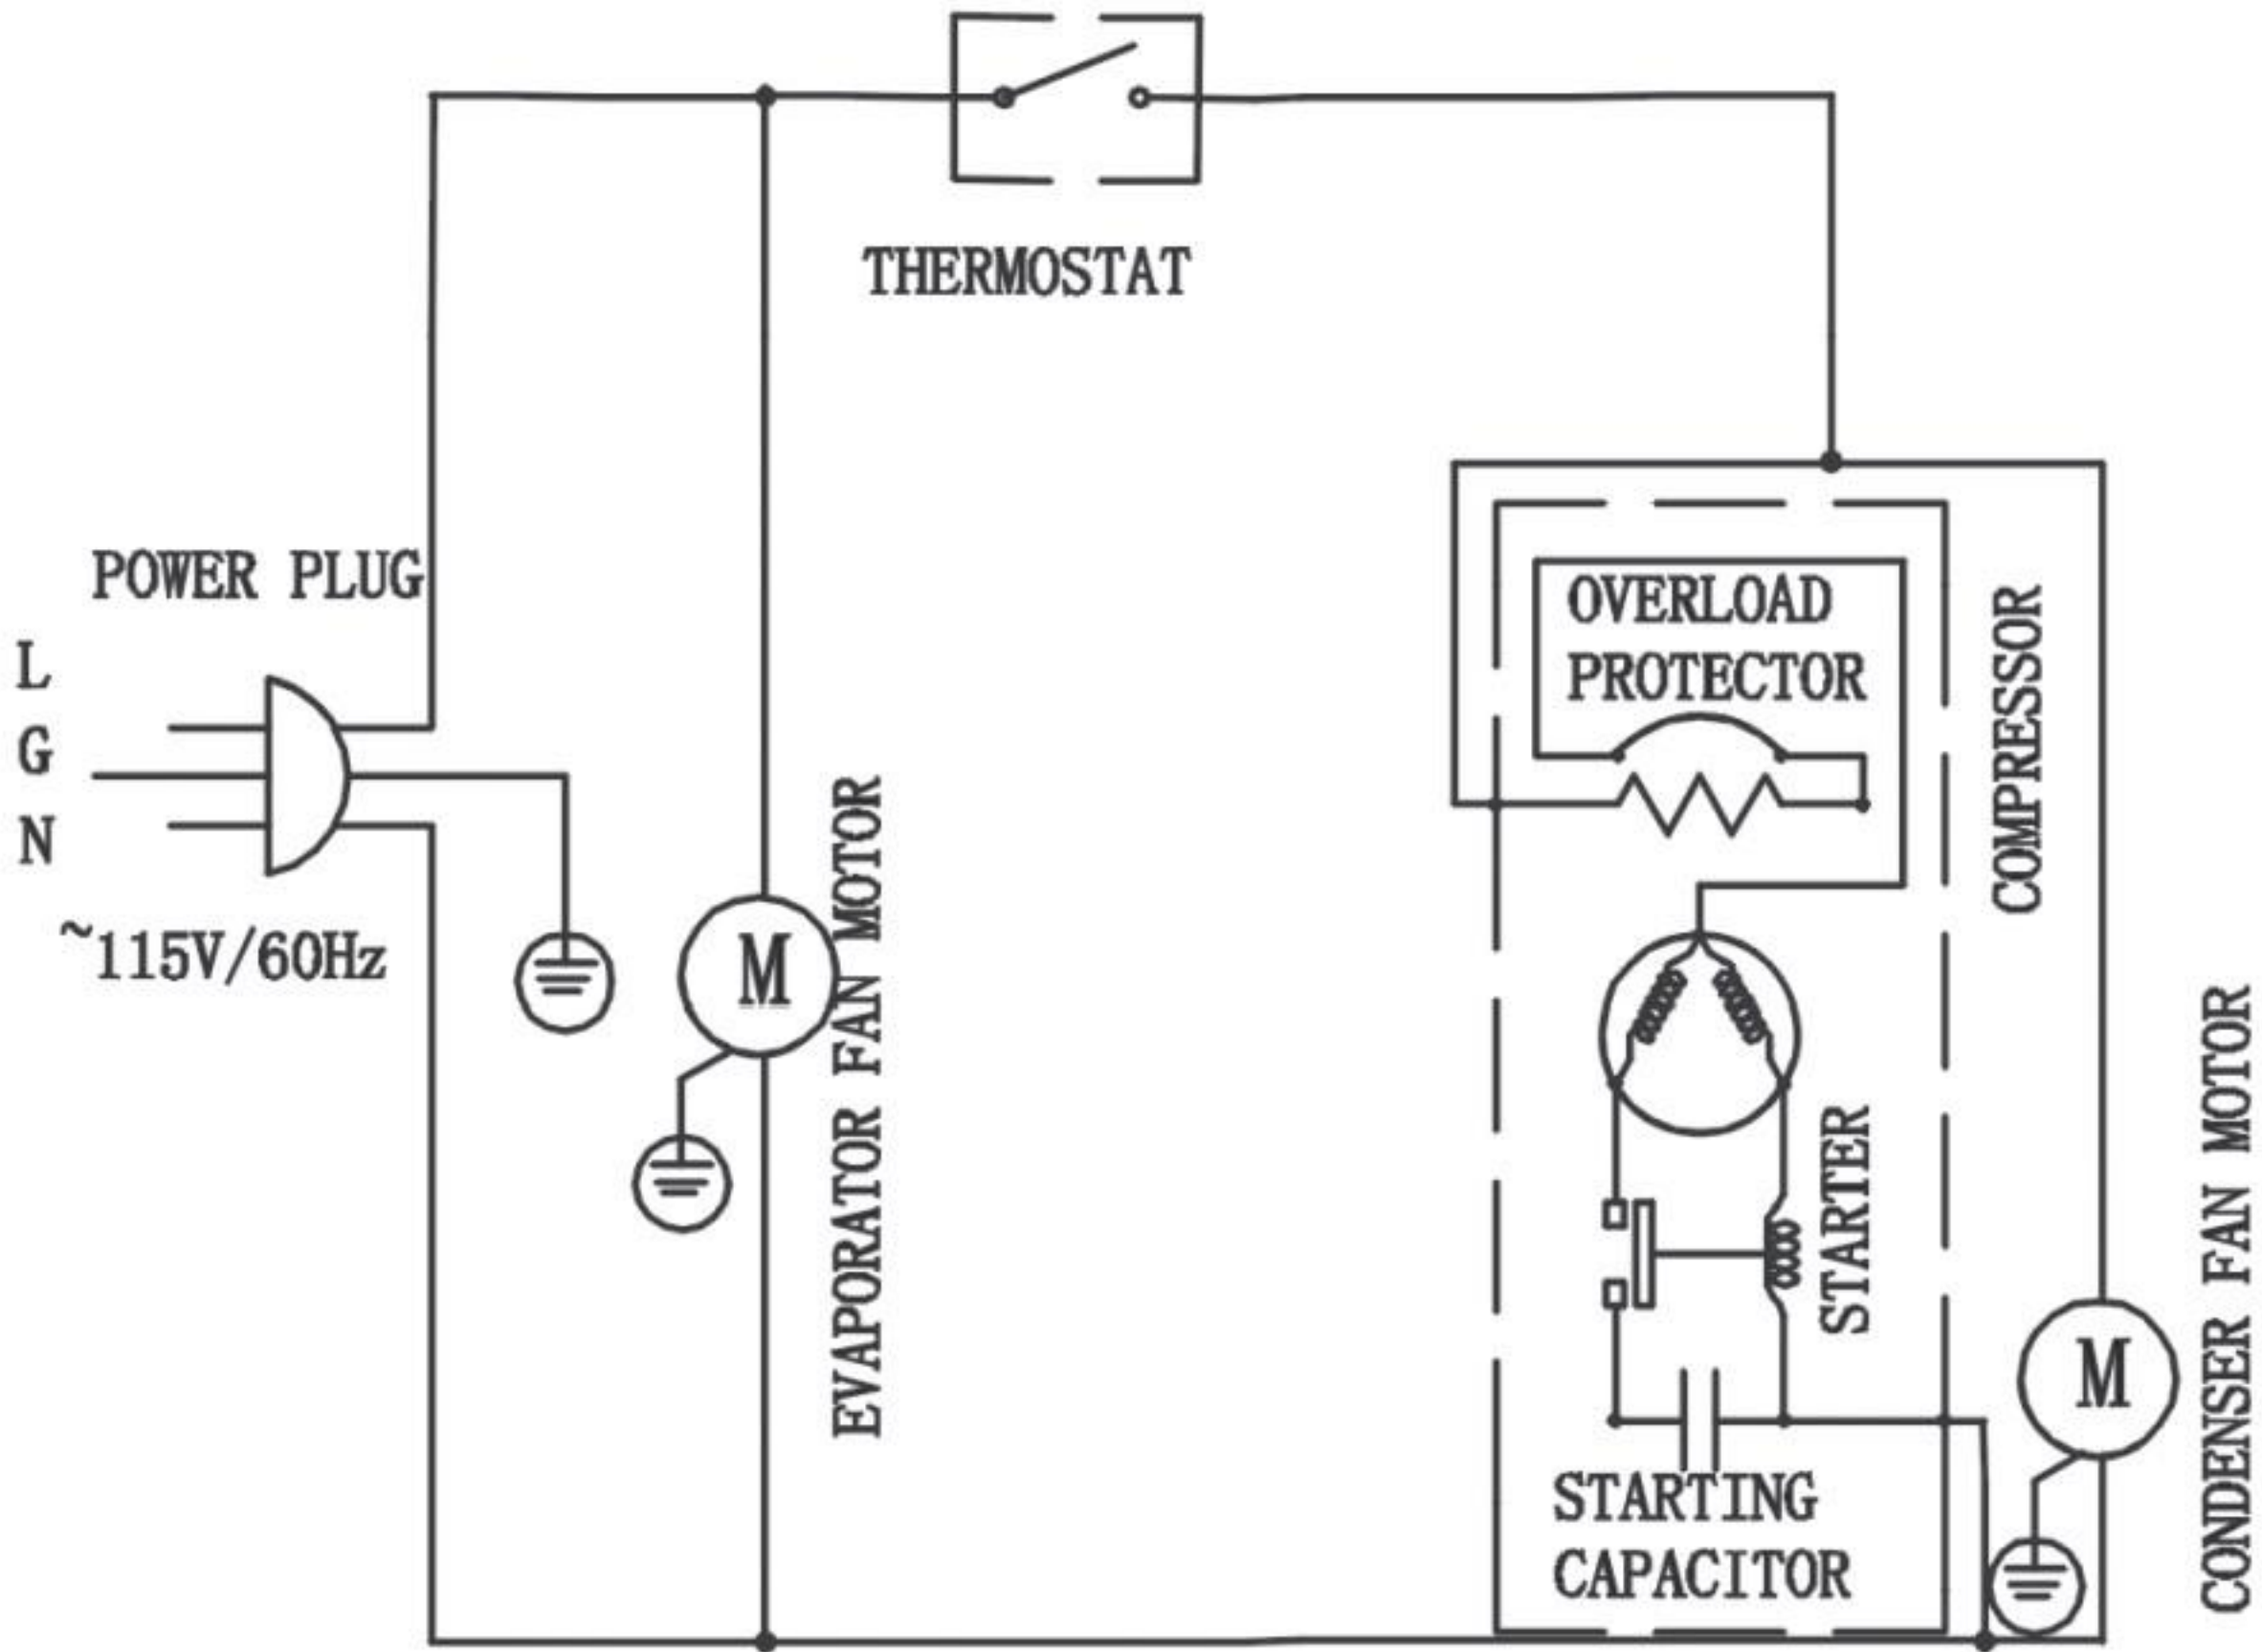 THERMOSTAT
POWER PLUG
L
G
N
~115V/60Hz
M
EVAPORATOR FAN MOTOR
OVERLOAD
PROTECTOR
COMPRESSOR
STARTER
STARTING
CAPACITOR
M
CONDENSER FAN MOTOR